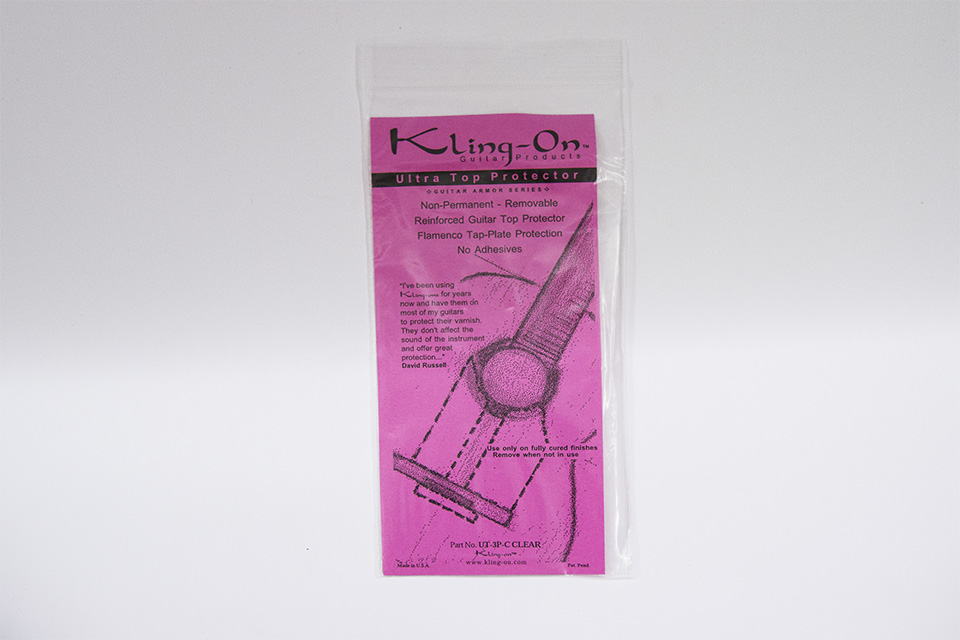 Kling-On™
Guitar Products
Ultra Top Protector
GUITAR ARMOR SERIES
Non-Permanent - Removable
Reinforced Guitar Top Protector
Flamenco Tap-Plate Protection
No Adhesives
"I've been using
Kling-ons for years
now and have them on
most of my guitars
to protect their varnish.
They don't affect the
sound of the instrument
and offer great
protection..."
David Russell
Use only on fully cured finishes
Remove when not in use
Part No. UT-3P-C CLEAR
Kling-on™
Made in U.S.A.
www.kling-on.com
Pat. Pend.